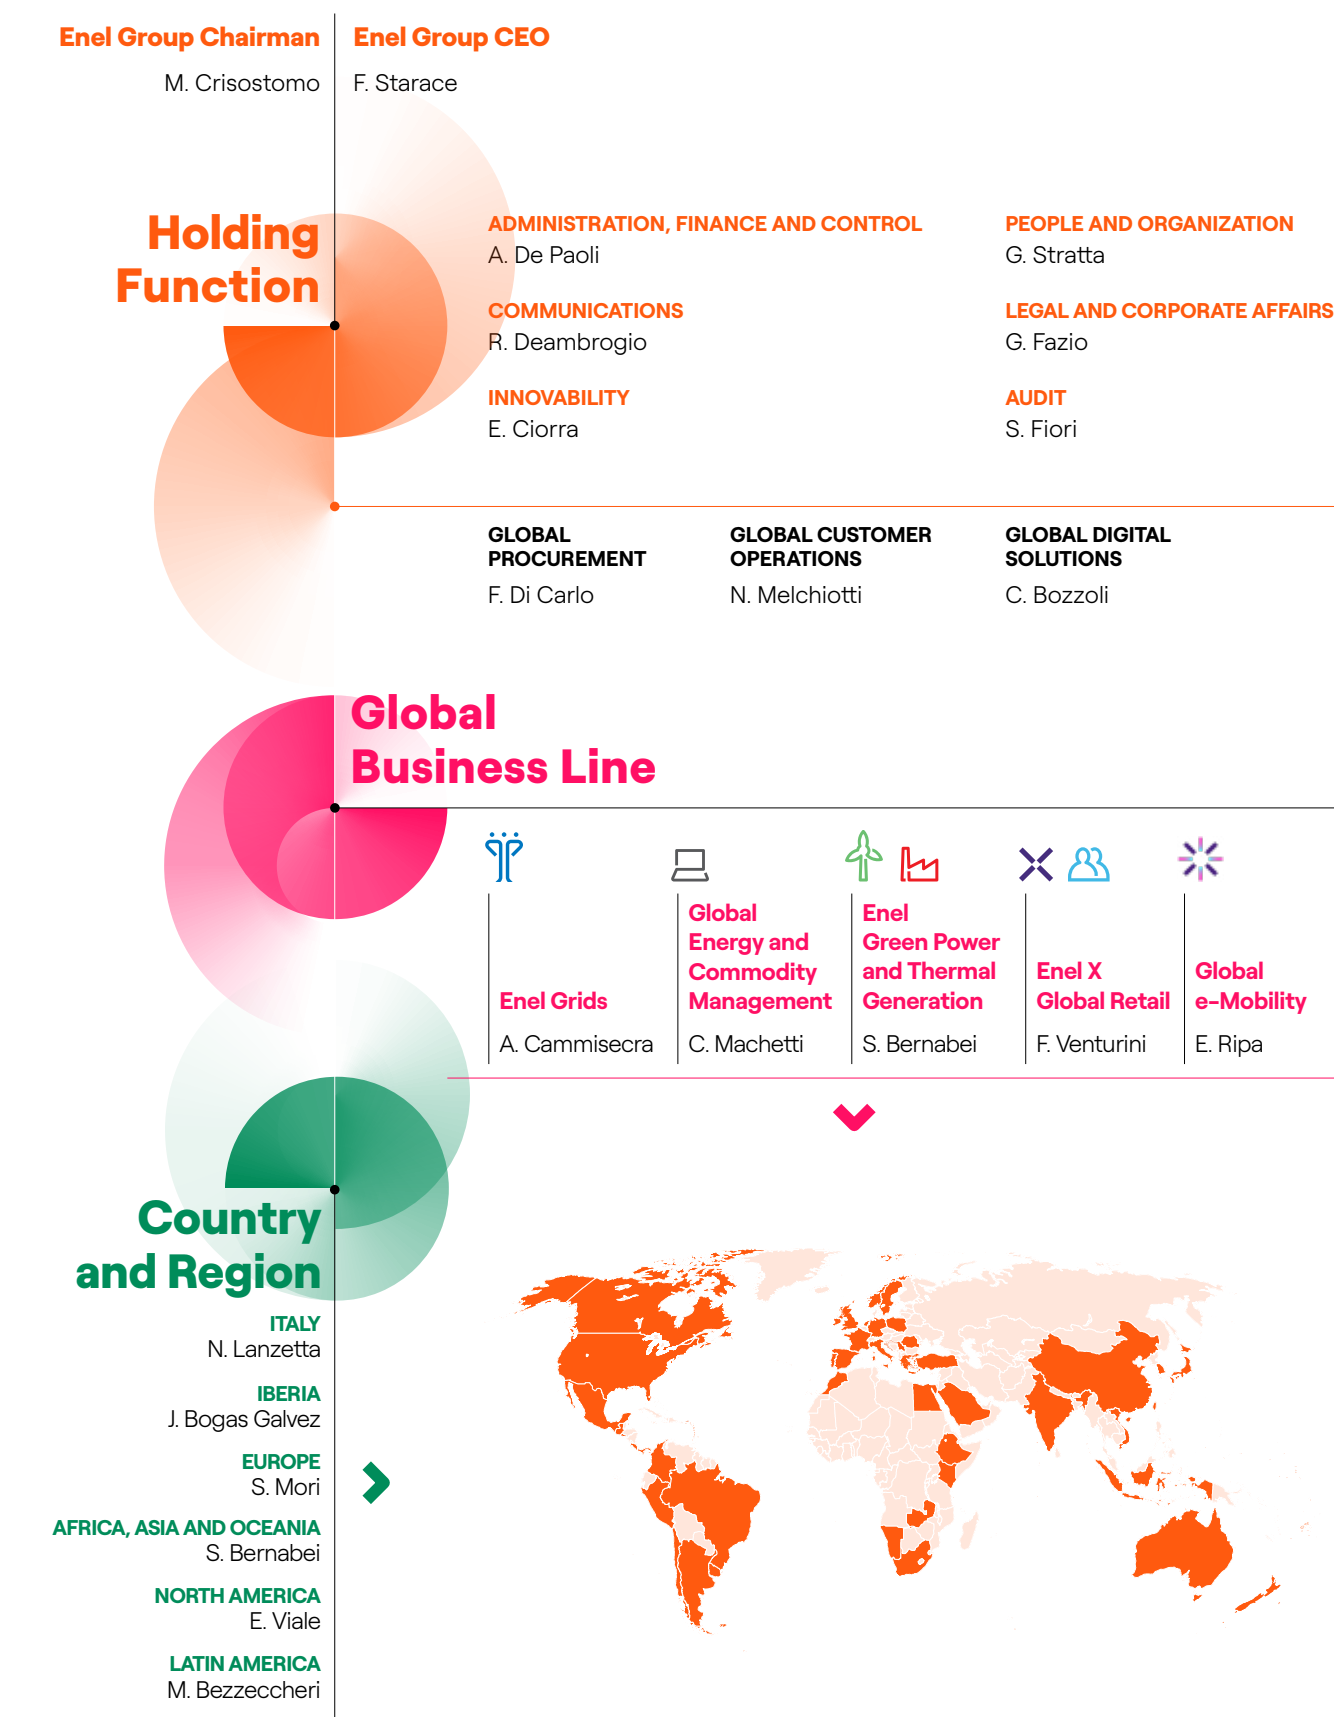 Enel Group Chairman
M. Crisostomo
Enel Group CEO
F. Starace
Holding
Function
ADMINISTRATION, FINANCE AND CONTROL
A. De Paoli
PEOPLE AND ORGANIZATION
G. Stratta
COMMUNICATIONS
R. Deambrogio
LEGAL AND CORPORATE AFFAIRS
G. Fazio
INNOVABILITY
E. Ciorra
AUDIT
S. Fiori
GLOBAL
PROCUREMENT
F. Di Carlo
GLOBAL CUSTOMER
OPERATIONS
N. Melchiotti
GLOBAL DIGITAL
SOLUTIONS
C. Bozzoli
Global
Business Line
Enel Grids
A. Cammisecra
Global
Energy and
Commodity
Management
C. Machetti
Enel
Green Power
and Thermal
Generation
S. Bernabei
Enel X
Global Retail
F. Venturini
Global
e-Mobility
E. Ripa
Country
and Region
ITALY
N. Lanzetta
IBERIA
J. Bogas Galvez
EUROPE
S. Mori
AFRICA, ASIA AND OCEANIA
S. Bernabei
NORTH AMERICA
E. Viale
LATIN AMERICA
M. Bezzeccheri